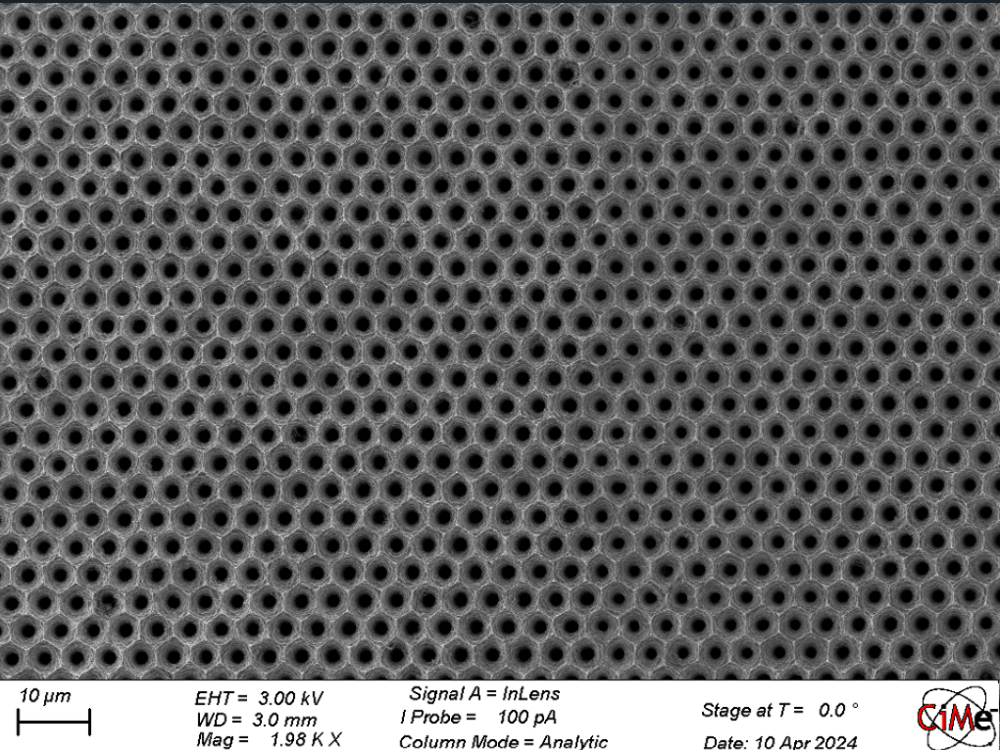 10 µm
EHT = 3.00 kV
WD = 3.0 mm
Mag = 1.98 K X
Signal A = InLens
I Probe = 100 pA
Column Mode = Analytic
Stage at T = 0.0 °
Date: 10 Apr 2024
CiMe